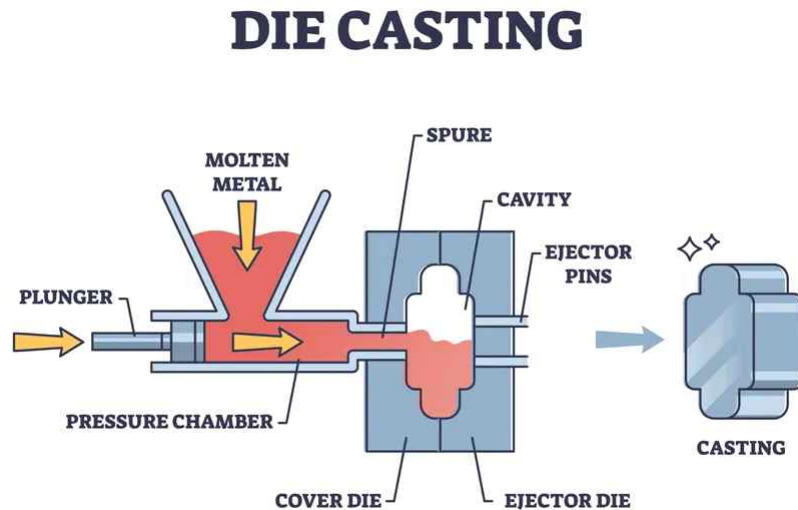 DIE CASTING
SPURE
MOLTEN
METAL
CAVITY
EJECTOR
PINS
PLUNGER
PRESSURE CHAMBER
CASTING
COVER DIE
EJECTOR DIE